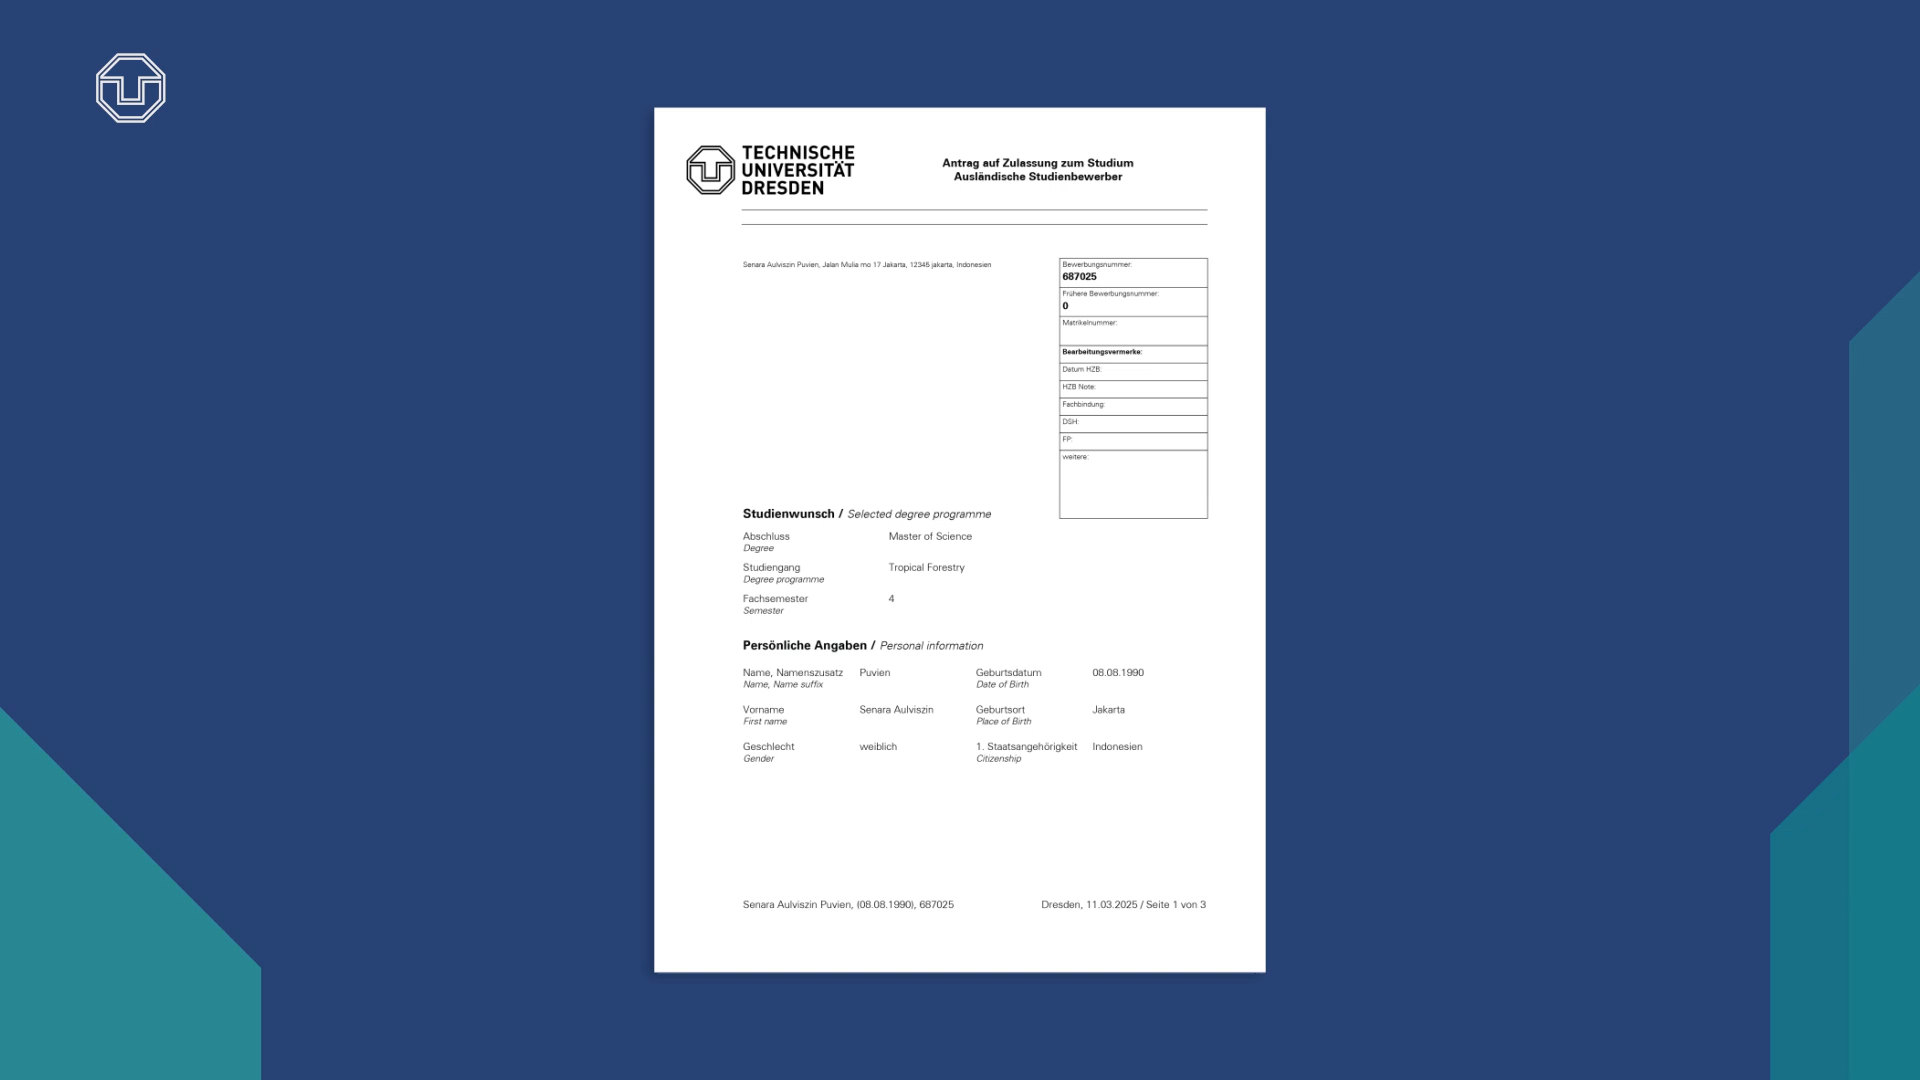 TECHNISCHE
UNIVERSITÄT
DRESDEN
Antrag auf Zulassung zum Studium
Ausländische Studienbewerber
Senara Aulviszin Puvien, Jalan Mulia mo 17 Jakarta, 12345 jakarta, Indonesien
Bewerbungsnummer:
687025
Frühere Bewerbungsnummer:
0
Matrikelnummer:
Bearbeitungsvermerke:
Datum HZB:
HZB Note:
Fachbindung:
DSH:
FP:
weitere:
Studienwunsch / Selected degree programme
Abschluss Master of Science
Degree
Studiengang Tropical Forestry
Degree programme
Fachsemester 4
Semester
Persönliche Angaben / Personal information
Name, Namenszusatz Puvien Geburtsdatum 08.08.1990
Name, Name suffix Date of Birth
Vorname Senara Aulviszin Geburtsort Jakarta
First name Place of Birth
Geschlecht weiblich 1. Staatsangehörigkeit Indonesien
Gender Citizenship
Senara Aulviszin Puvien, (08.08.1990), 687025 Dresden, 11.03.2025 / Seite 1 von 3